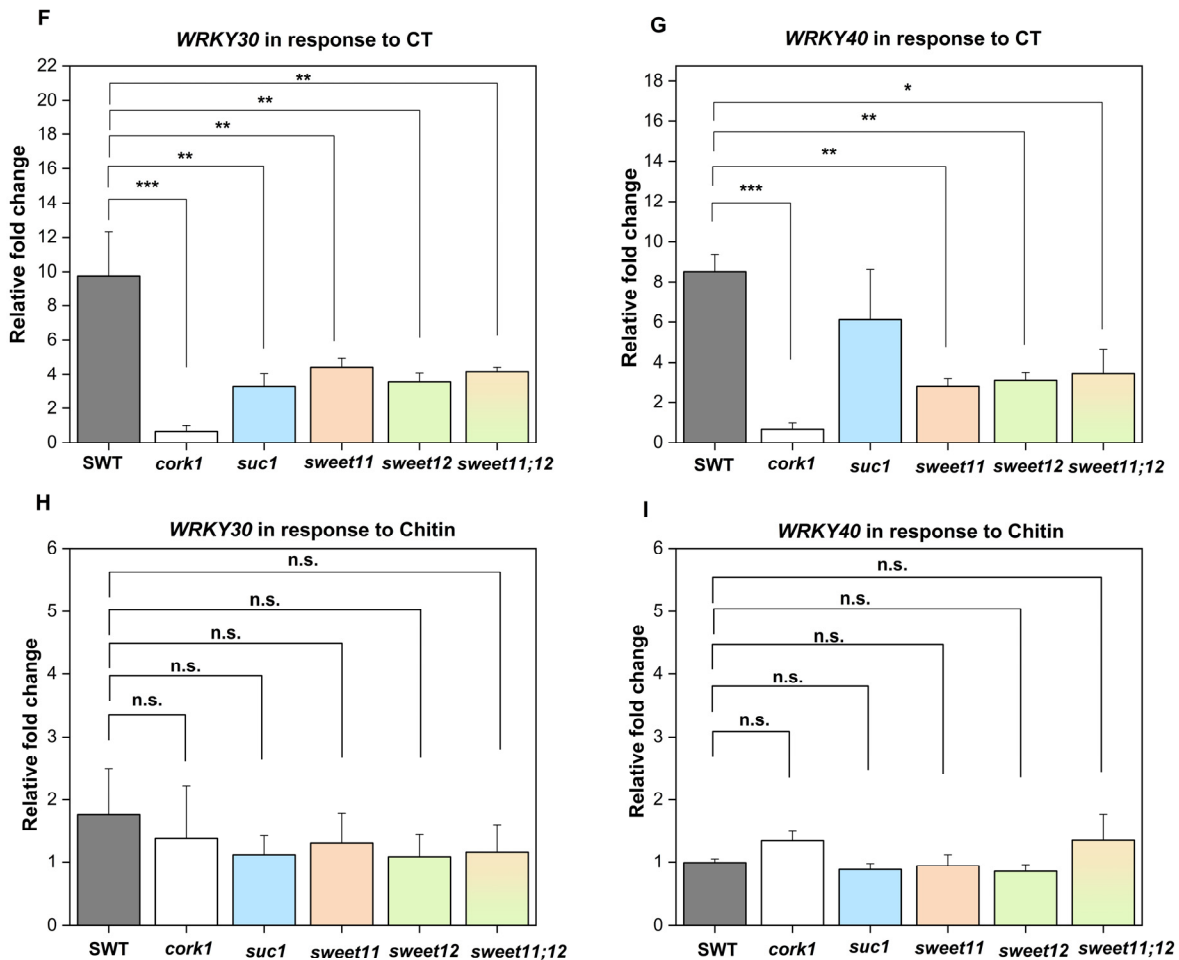 F
WRKY30 in response to CT
Relative fold change
22
20
18
16
14
12
10
8
6
4
2
0
**
**
**
**
***
SWT cork1 suc1 sweet11 sweet12 sweet11;12
G
WRKY40 in response to CT
Relative fold change
18
16
14
12
10
8
6
4
2
0
*
**
**
***
SWT cork1 suc1 sweet11 sweet12 sweet11;12
H
WRKY30 in response to Chitin
Relative fold change
6
5
4
3
2
1
0
n.s.
n.s.
n.s.
n.s.
n.s.
SWT cork1 suc1 sweet11 sweet12 sweet11;12
I
WRKY40 in response to Chitin
Relative fold change
6
5
4
3
2
1
0
n.s.
n.s.
n.s.
n.s.
n.s.
SWT cork1 suc1 sweet11 sweet12 sweet11;12